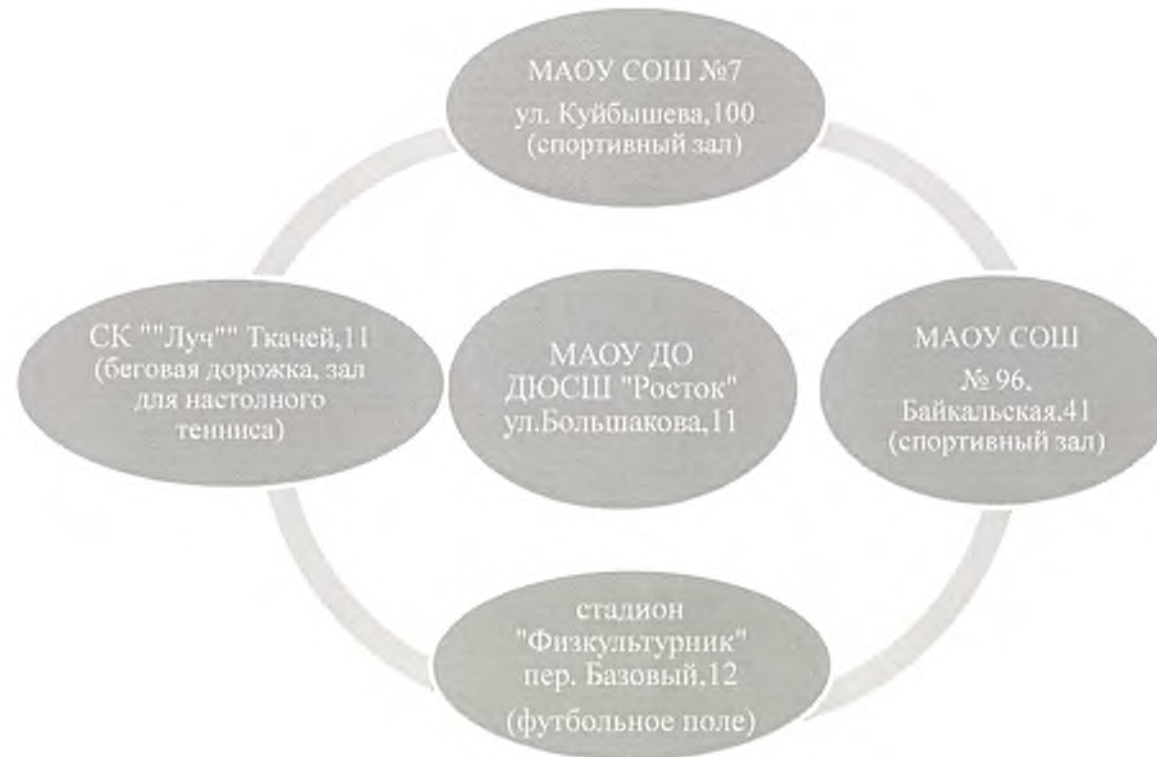 МАОУ СОШ №7
ул. Куйбышева,100
(спортивный зал)
СК ""Луч"" Ткачей,11
(беговая дорожка, зал
для настолного
тенниса)
МАОУ ДО
ДЮСШ "Росток"
ул.Большакова,11
МАОУ СОШ
№ 96.
Байкальская,41
(спортивный зал)
стадион
"Физкультурник"
пер. Базовый,12
(футбольное поле)